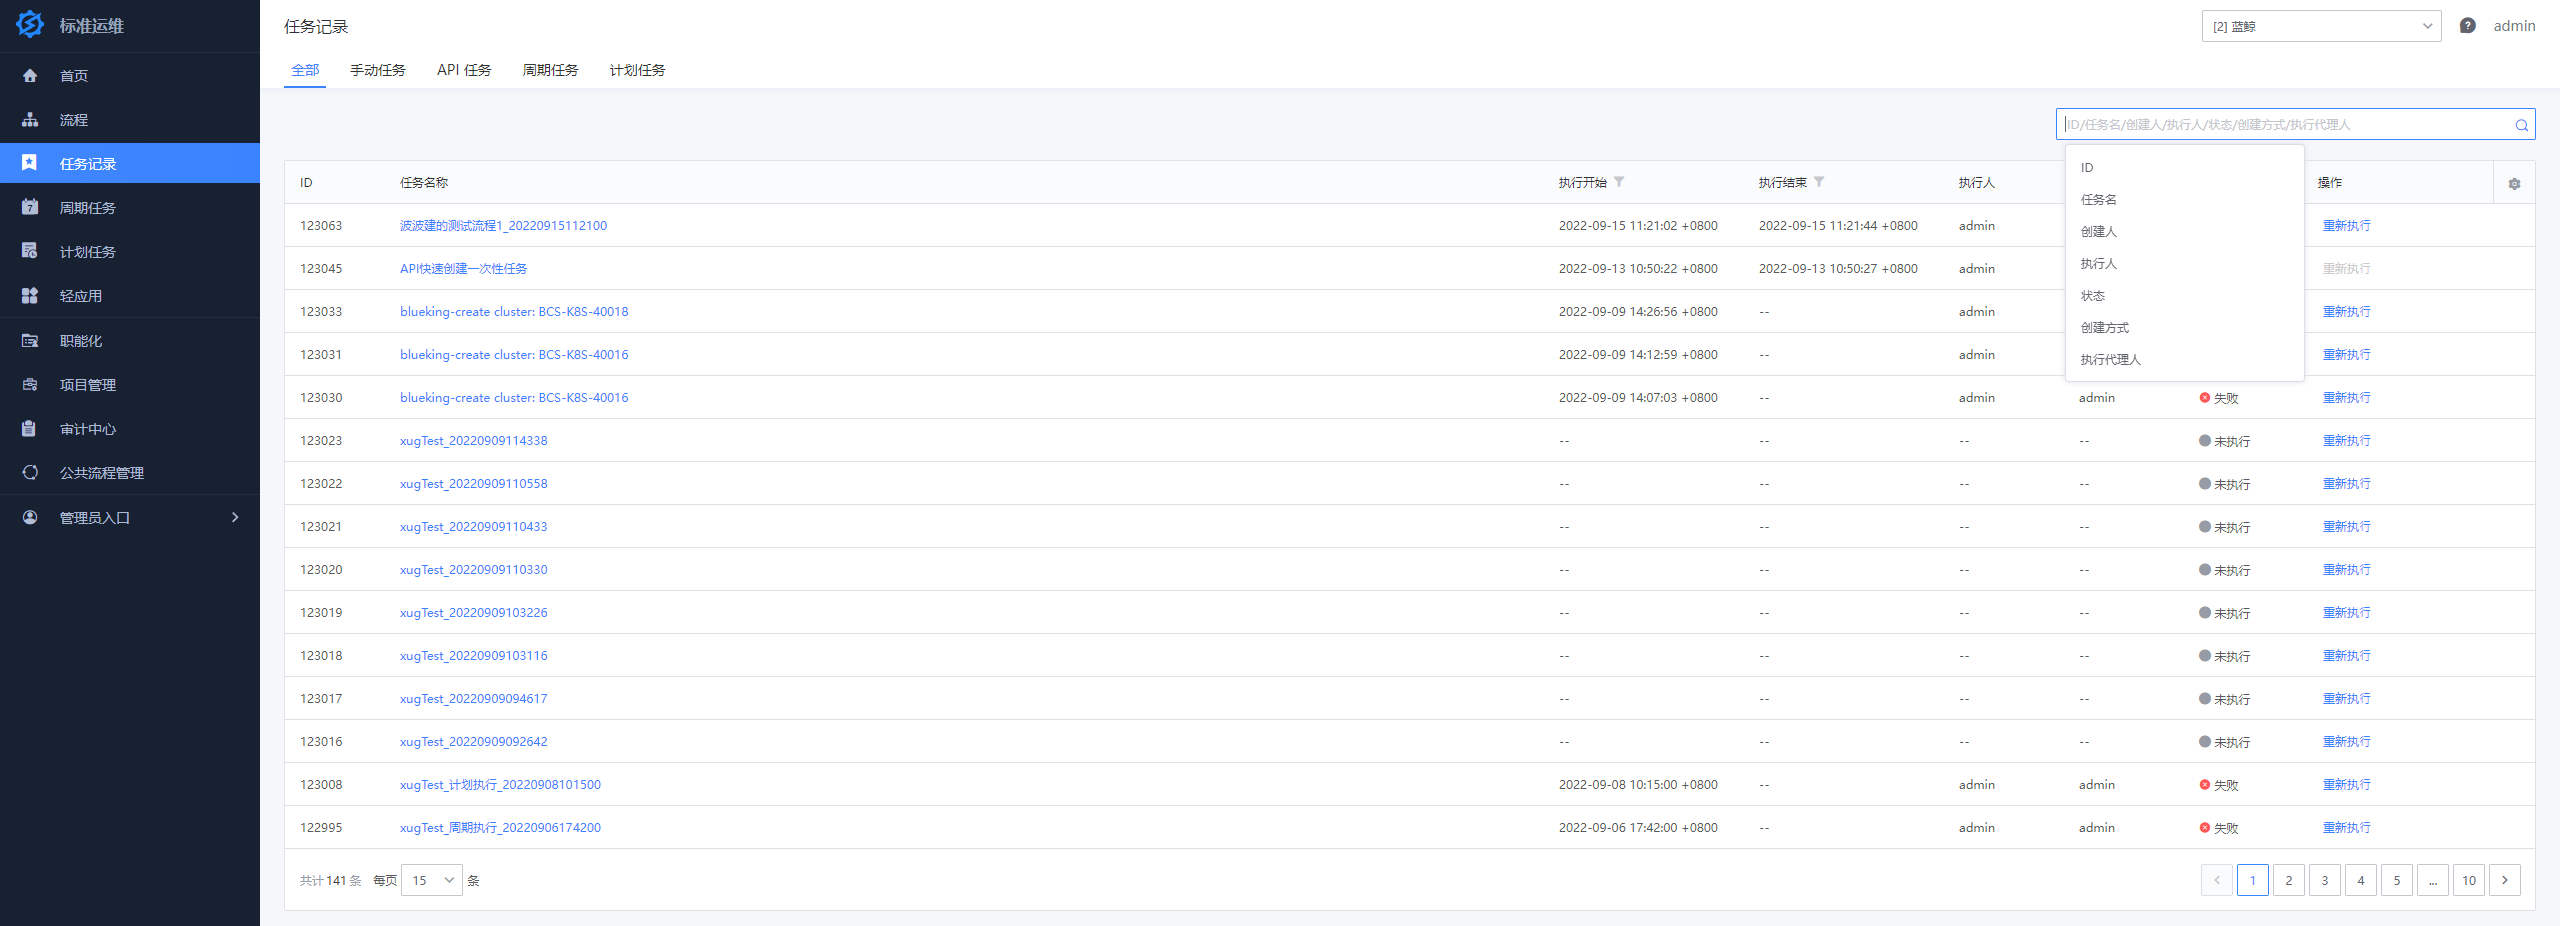 标准运维
首页
流程
任务记录
周期任务
计划任务
轻应用
职能化
项目管理
审计中心
公共流程管理
管理员入口
任务记录
[2] 蓝鲸
admin
全部 手动任务 API 任务 周期任务 计划任务
ID/任务名/创建人/执行人/状态/创建方式/执行代理人
ID
任务名
创建人
执行人
状态
创建方式
执行代理人
ID 任务名称 执行开始 执行结束 执行人 操作
123063 波波建的测试流程1_20220915112100 2022-09-15 11:21:02 +0800 2022-09-15 11:21:44 +0800 admin 重新执行
123045 API快速创建一次性任务 2022-09-13 10:50:22 +0800 2022-09-13 10:50:27 +0800 admin 重新执行
123033 blueking-create cluster: BCS-K8S-40018 2022-09-09 14:26:56 +0800 -- admin 重新执行
123031 blueking-create cluster: BCS-K8S-40016 2022-09-09 14:12:59 +0800 -- admin 重新执行
123030 blueking-create cluster: BCS-K8S-40016 2022-09-09 14:07:03 +0800 -- admin admin 失败 重新执行
123023 xugTest_20220909114338 -- -- -- -- 未执行 重新执行
123022 xugTest_20220909110558 -- -- -- -- 未执行 重新执行
123021 xugTest_20220909110433 -- -- -- -- 未执行 重新执行
123020 xugTest_20220909110330 -- -- -- -- 未执行 重新执行
123019 xugTest_20220909103226 -- -- -- -- 未执行 重新执行
123018 xugTest_20220909103116 -- -- -- -- 未执行 重新执行
123017 xugTest_20220909094617 -- -- -- -- 未执行 重新执行
123016 xugTest_20220909092642 -- -- -- -- 未执行 重新执行
123008 xugTest_计划执行_20220908101500 2022-09-08 10:15:00 +0800 -- admin admin 失败 重新执行
122995 xugTest_周期执行_20220906174200 2022-09-06 17:42:00 +0800 -- admin admin 失败 重新执行
共计 141 条 每页 15 条 1 2 3 4 5 ... 10